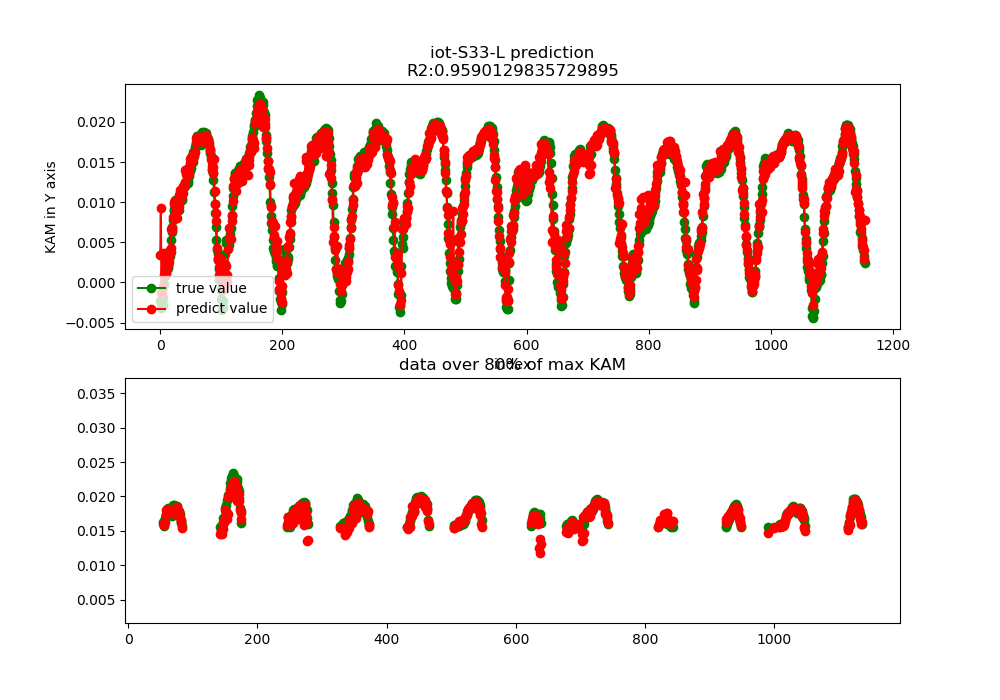 iot-S33-L prediction
R2:0.9590129835729895
KAM in Y axis
0.020
0.015
0.010
0.005
0.000
−0.005
true value
predict value
0 200 400 600 800 1000 1200
index
data over 80% of max KAM
0.035
0.030
0.025
0.020
0.015
0.010
0.005
0 200 400 600 800 1000